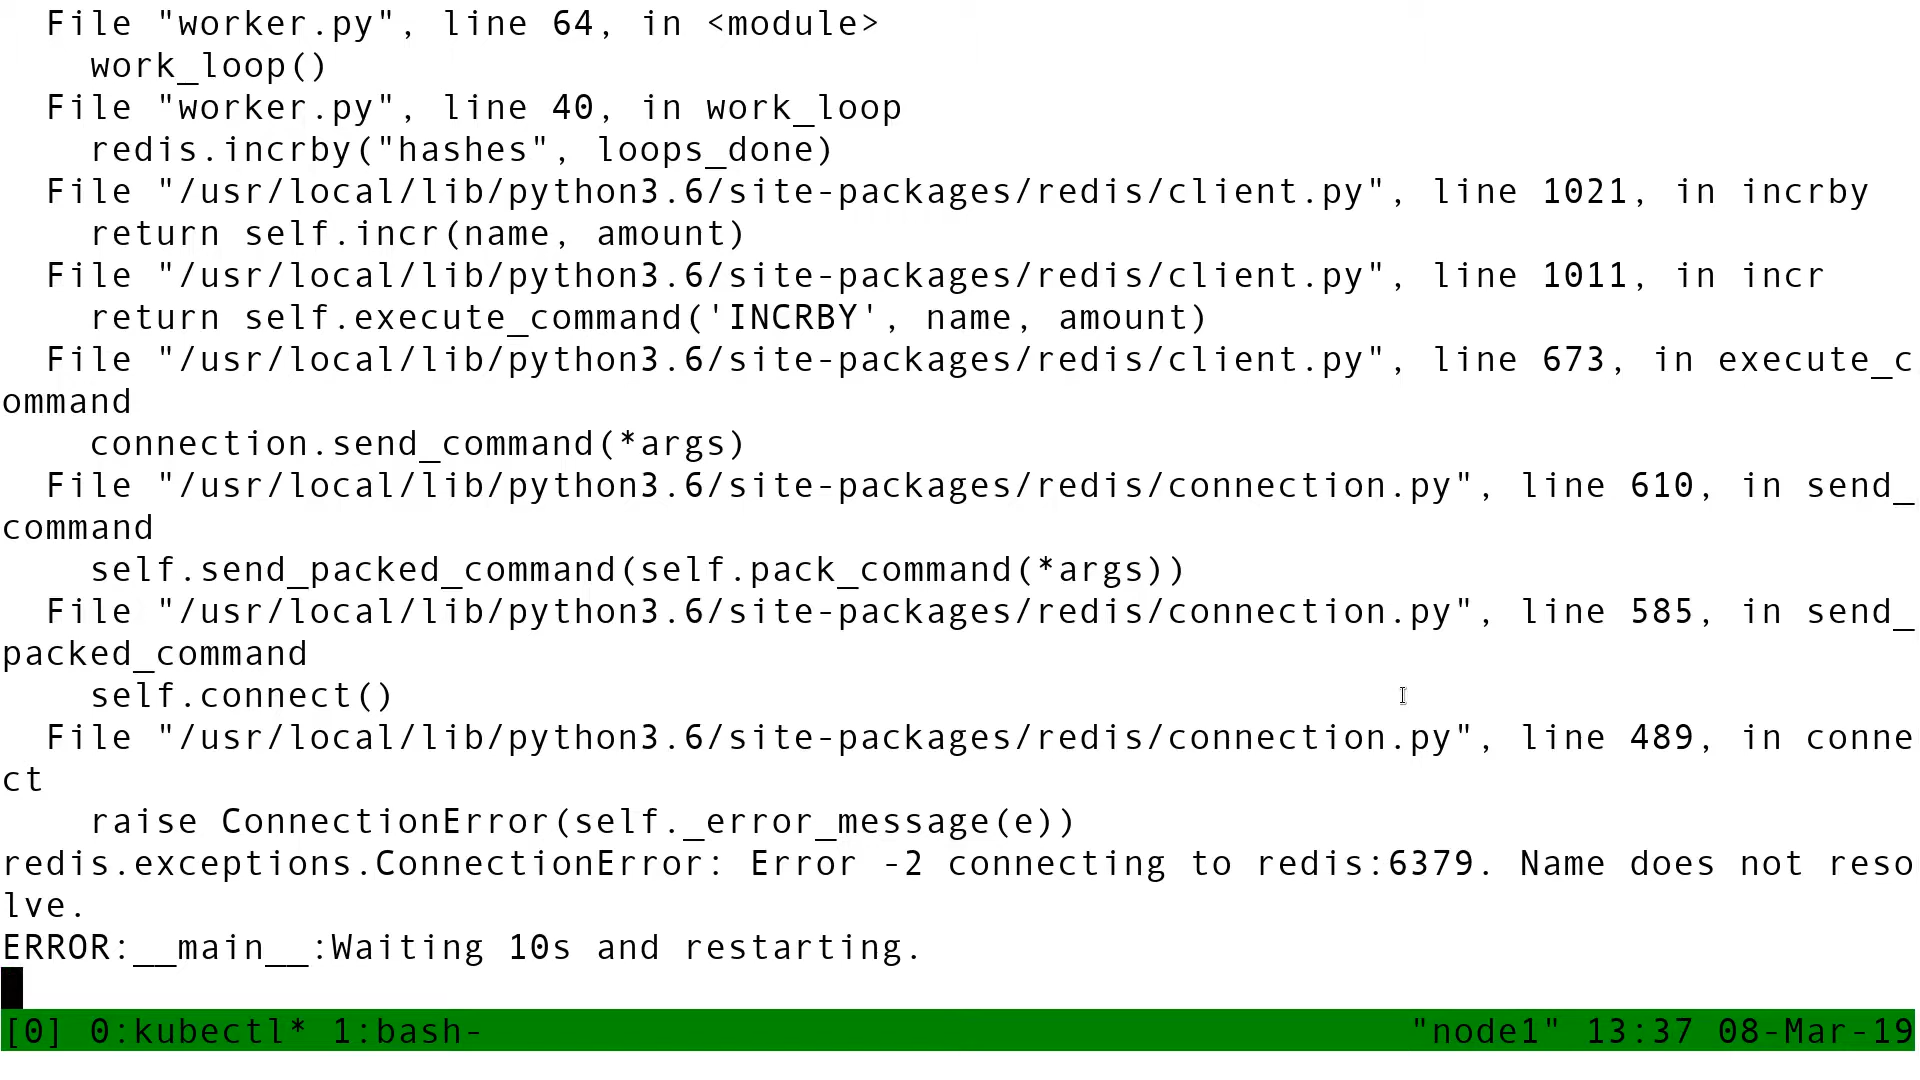 File "worker.py", line 64, in <module>
    work_loop()
  File "worker.py", line 40, in work_loop
    redis.incrby("hashes", loops_done)
  File "/usr/local/lib/python3.6/site-packages/redis/client.py", line 1021, in incrby
    return self.incr(name, amount)
  File "/usr/local/lib/python3.6/site-packages/redis/client.py", line 1011, in incr
    return self.execute_command('INCRBY', name, amount)
  File "/usr/local/lib/python3.6/site-packages/redis/client.py", line 673, in execute_c
ommand
    connection.send_command(*args)
  File "/usr/local/lib/python3.6/site-packages/redis/connection.py", line 610, in send_
command
    self.send_packed_command(self.pack_command(*args))
  File "/usr/local/lib/python3.6/site-packages/redis/connection.py", line 585, in send_
packed_command
    self.connect()
  File "/usr/local/lib/python3.6/site-packages/redis/connection.py", line 489, in conne
ct
    raise ConnectionError(self._error_message(e))
redis.exceptions.ConnectionError: Error -2 connecting to redis:6379. Name does not reso
lve.
ERROR:__main__:Waiting 10s and restarting.
[0] 0:kubectl* 1:bash- "node1" 13:37 08-Mar-19